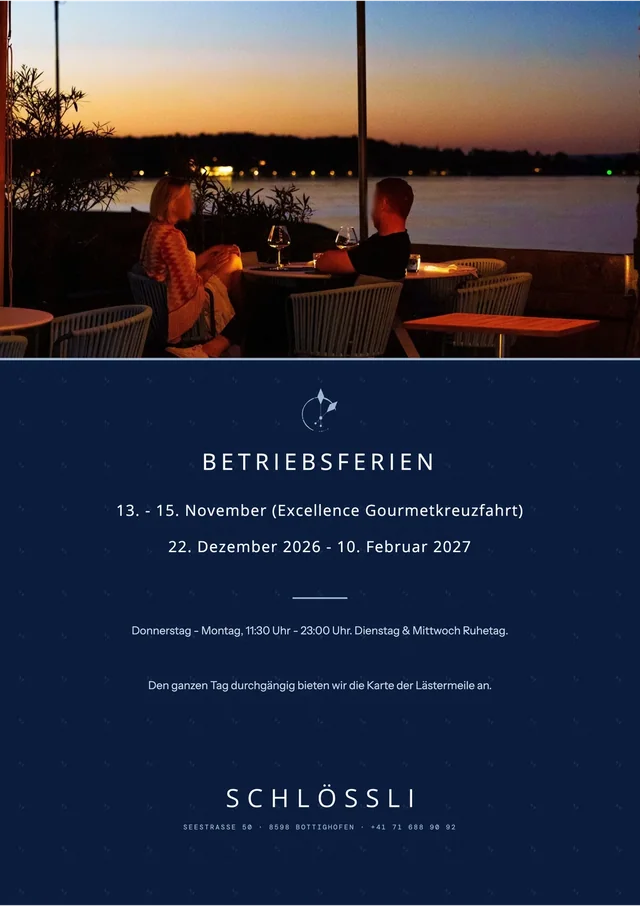 BETRIEBSFERIEN
13. - 15. November (Excellence Gourmetkreuzfahrt)
22. Dezember 2026 - 10. Februar 2027
Donnerstag – Montag, 11:30 Uhr – 23:00 Uhr. Dienstag & Mittwoch Ruhetag.
Den ganzen Tag durchgängig bieten wir die Karte der Lästermeile an.
SCHLÖSSLI
SEESTRASSE 50 · 8598 BOTTIGHOFEN · +41 71 688 90 92